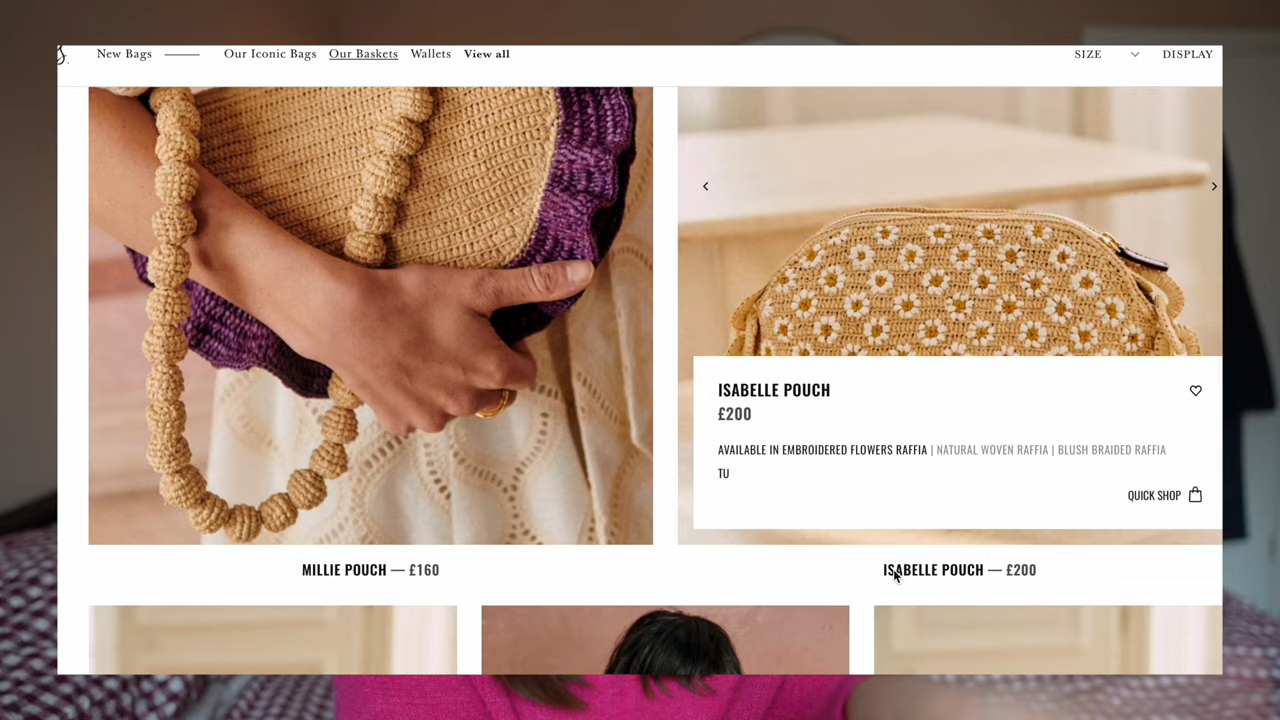 New Bags
Our Iconic Bags
Our Baskets
Wallets
View all
SIZE
DISPLAY
ISABELLE POUCH
£200
AVAILABLE IN EMBROIDERED FLOWERS RAFFIA | NATURAL WOVEN RAFFIA | BLUSH BRAIDED RAFFIA
TU
QUICK SHOP
MILLIE POUCH — £160
ISABELLE POUCH — £200